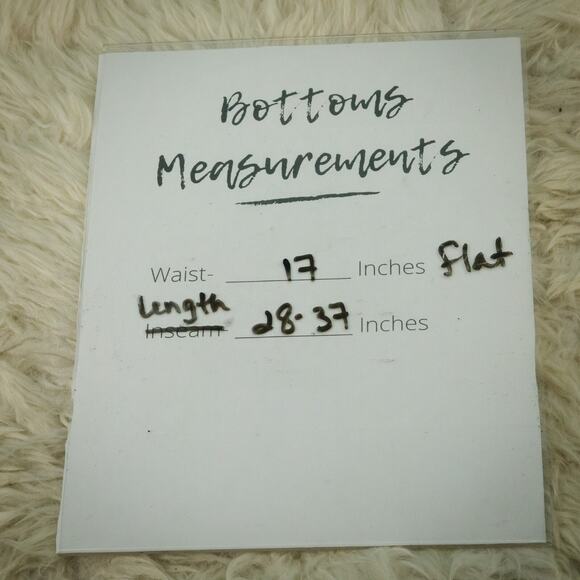 Bottoms
Measurements
Waist- 17 Inches Flat
Length
Inseam 28-37 Inches